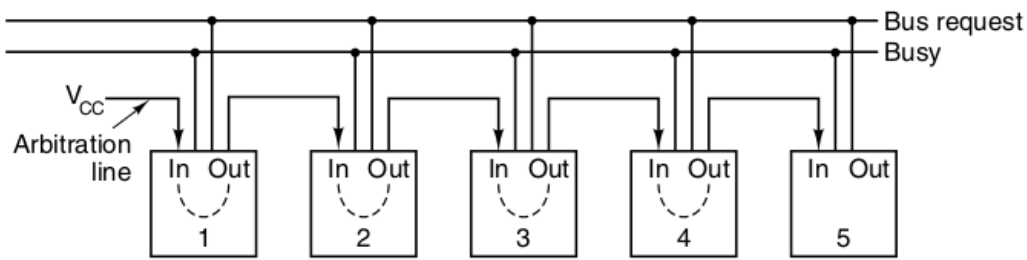 Bus request
Busy
V_CC
Arbitration
line
In Out
In Out
In Out
In Out
In Out
1
2
3
4
5